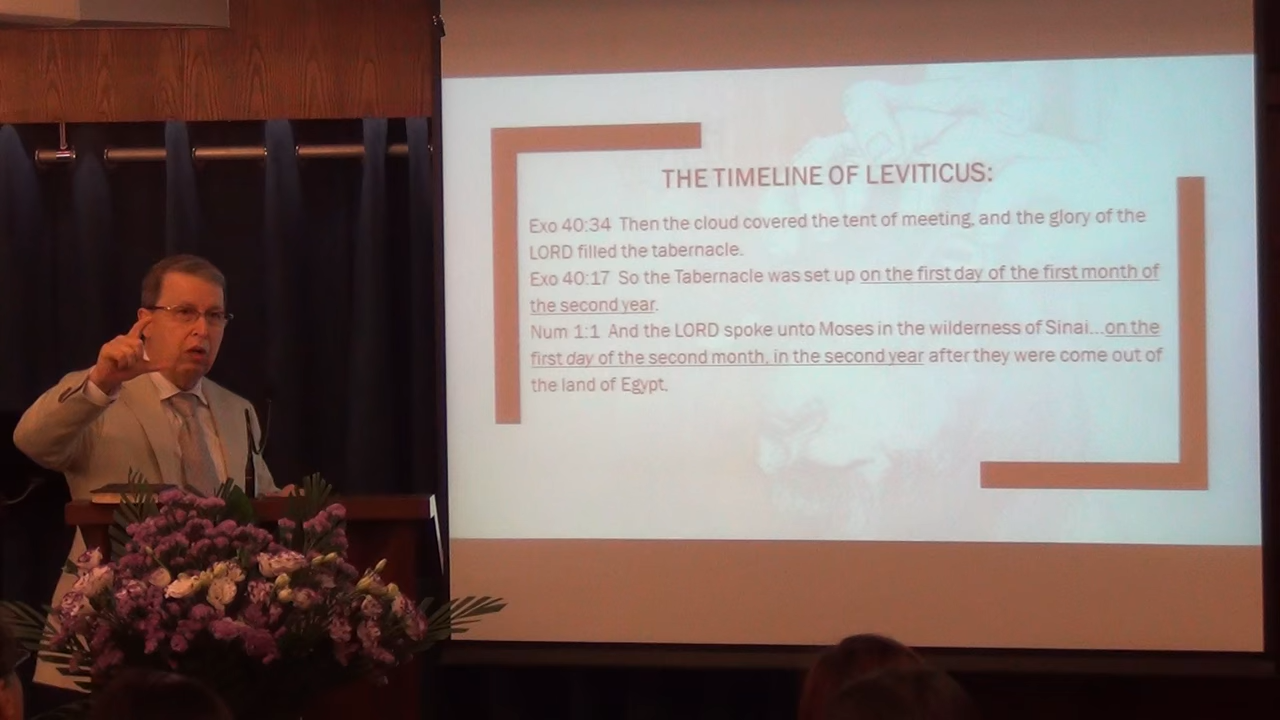 THE TIMELINE OF LEVITICUS:
Exo 40:34 Then the cloud covered the tent of meeting, and the glory of the
LORD filled the tabernacle.
Exo 40:17 So the Tabernacle was set up on the first day of the first month of
the second year.
Num 1:1 And the LORD spoke unto Moses in the wilderness of Sinai...on the
first day of the second month, in the second year after they were come out of
the land of Egypt.